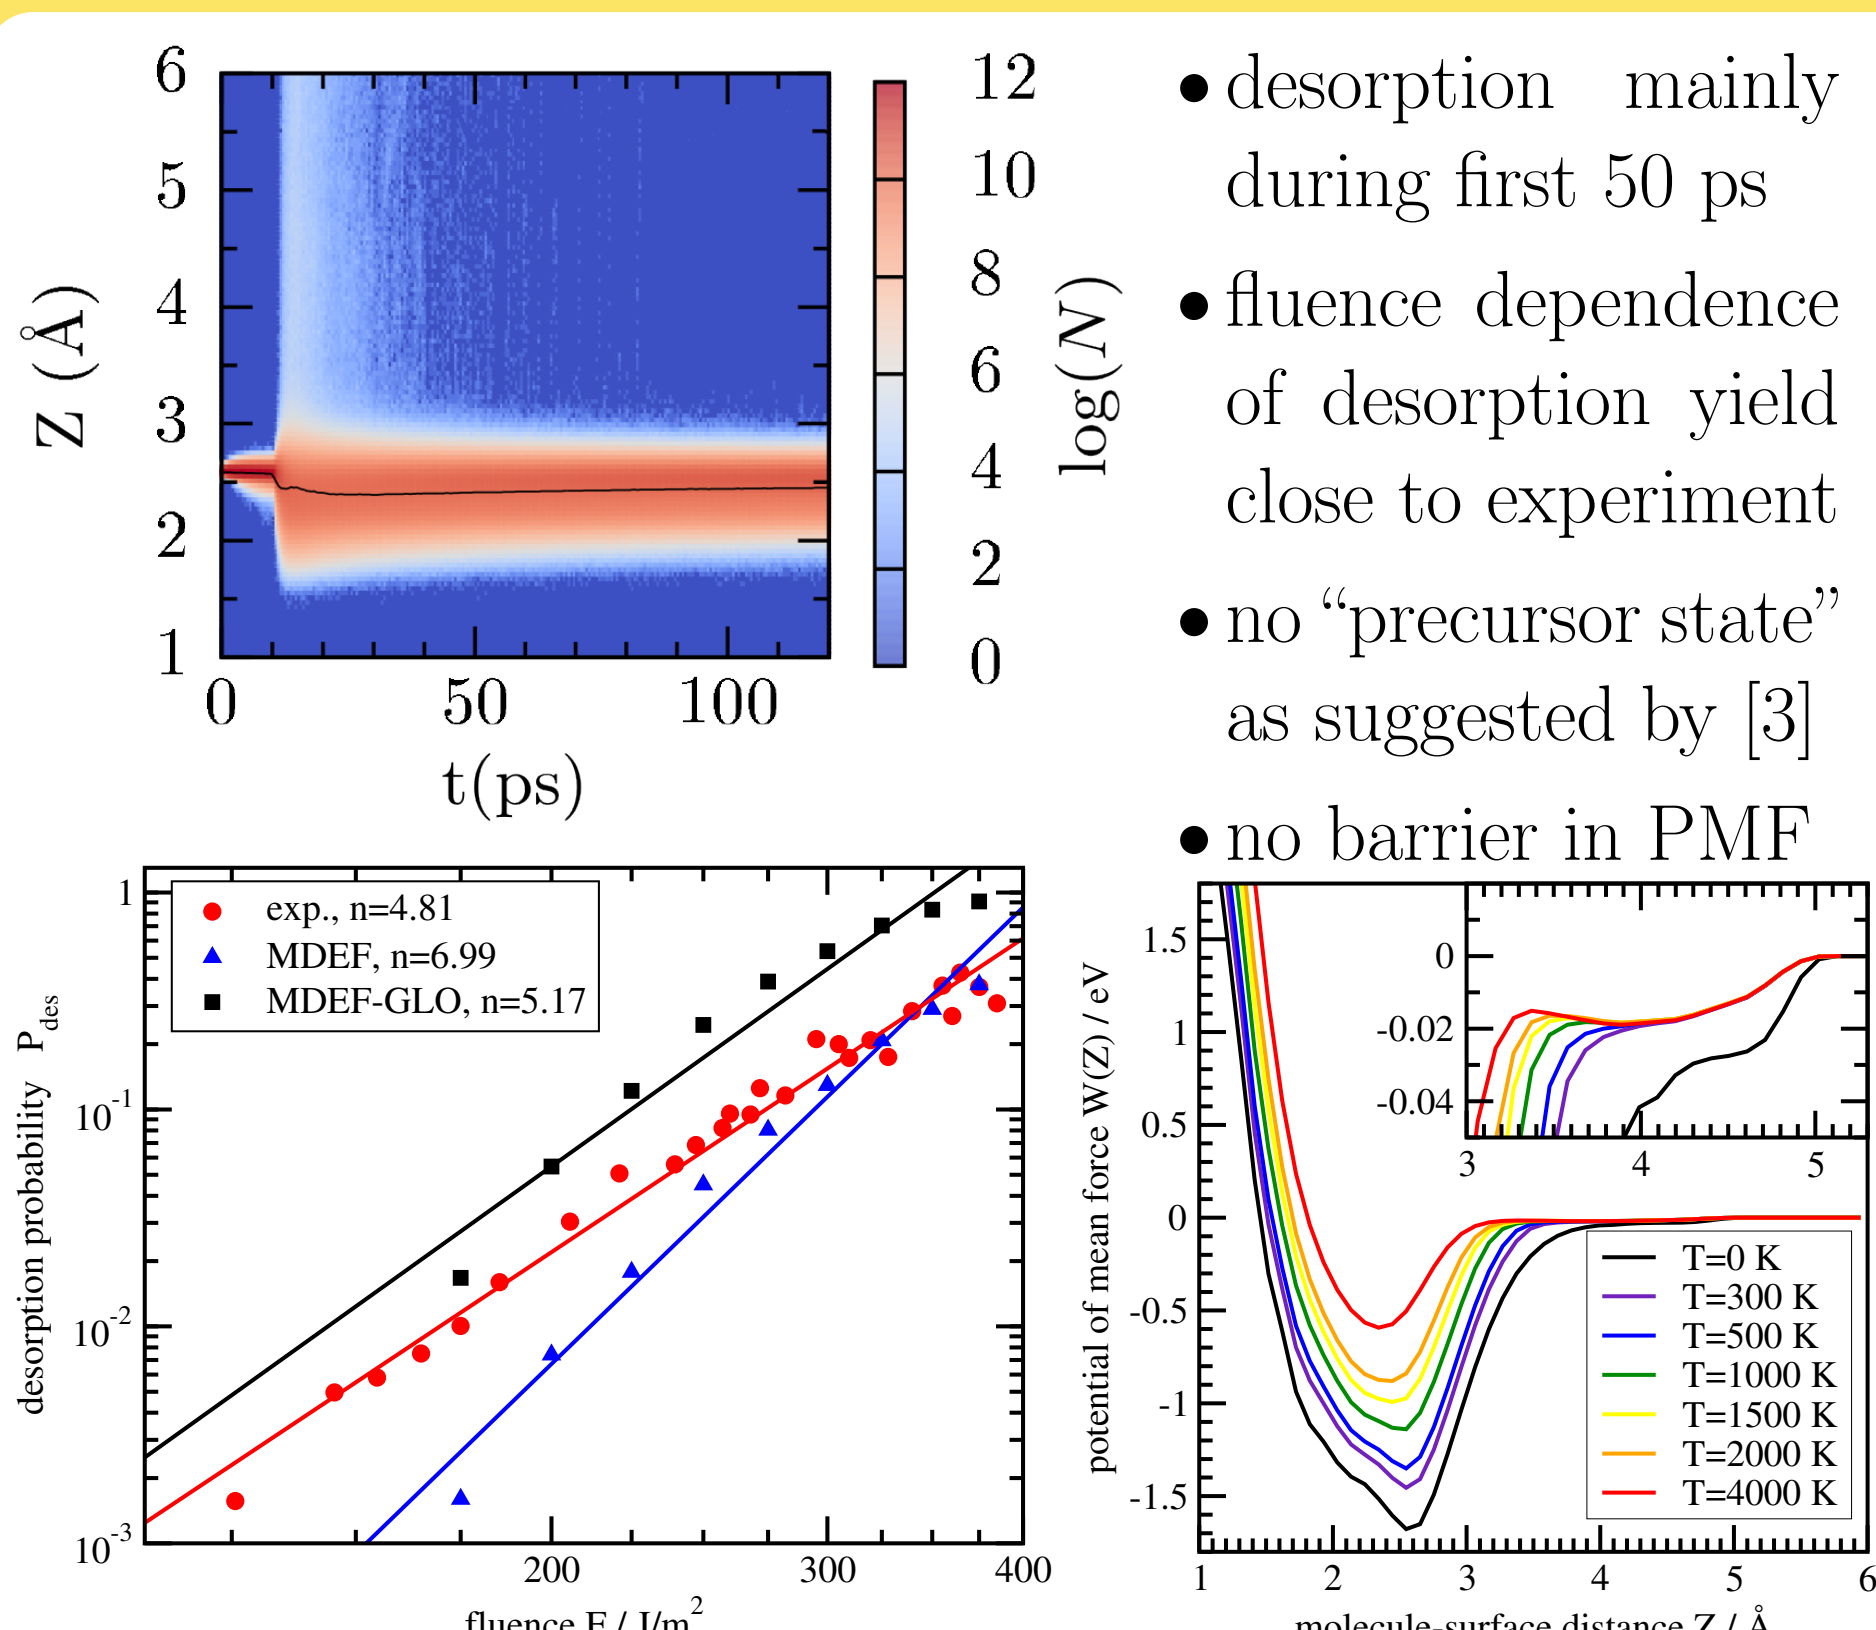 6
5
4
3
2
1
Z (Å)
0 50 100
t(ps)
12
10
8
6
4
2
0
log(N)
• desorption mainly
during first 50 ps
• fluence dependence
of desorption yield
close to experiment
• no “precursor state”
as suggested by [3]
• no barrier in PMF
1
10-1
10-2
10-3
desorption probability Pdes
exp., n=4.81
MDEF, n=6.99
MDEF-GLO, n=5.17
200 300 400
fluence F / J/m2
1.5
1
0.5
0
-0.5
-1
-1.5
potential of mean force W(Z) / eV
0
-0.02
-0.04
3 4 5
T=0 K
T=300 K
T=500 K
T=1000 K
T=1500 K
T=2000 K
T=4000 K
1 2 3 4 5 6
molecule-surface distance Z / Å